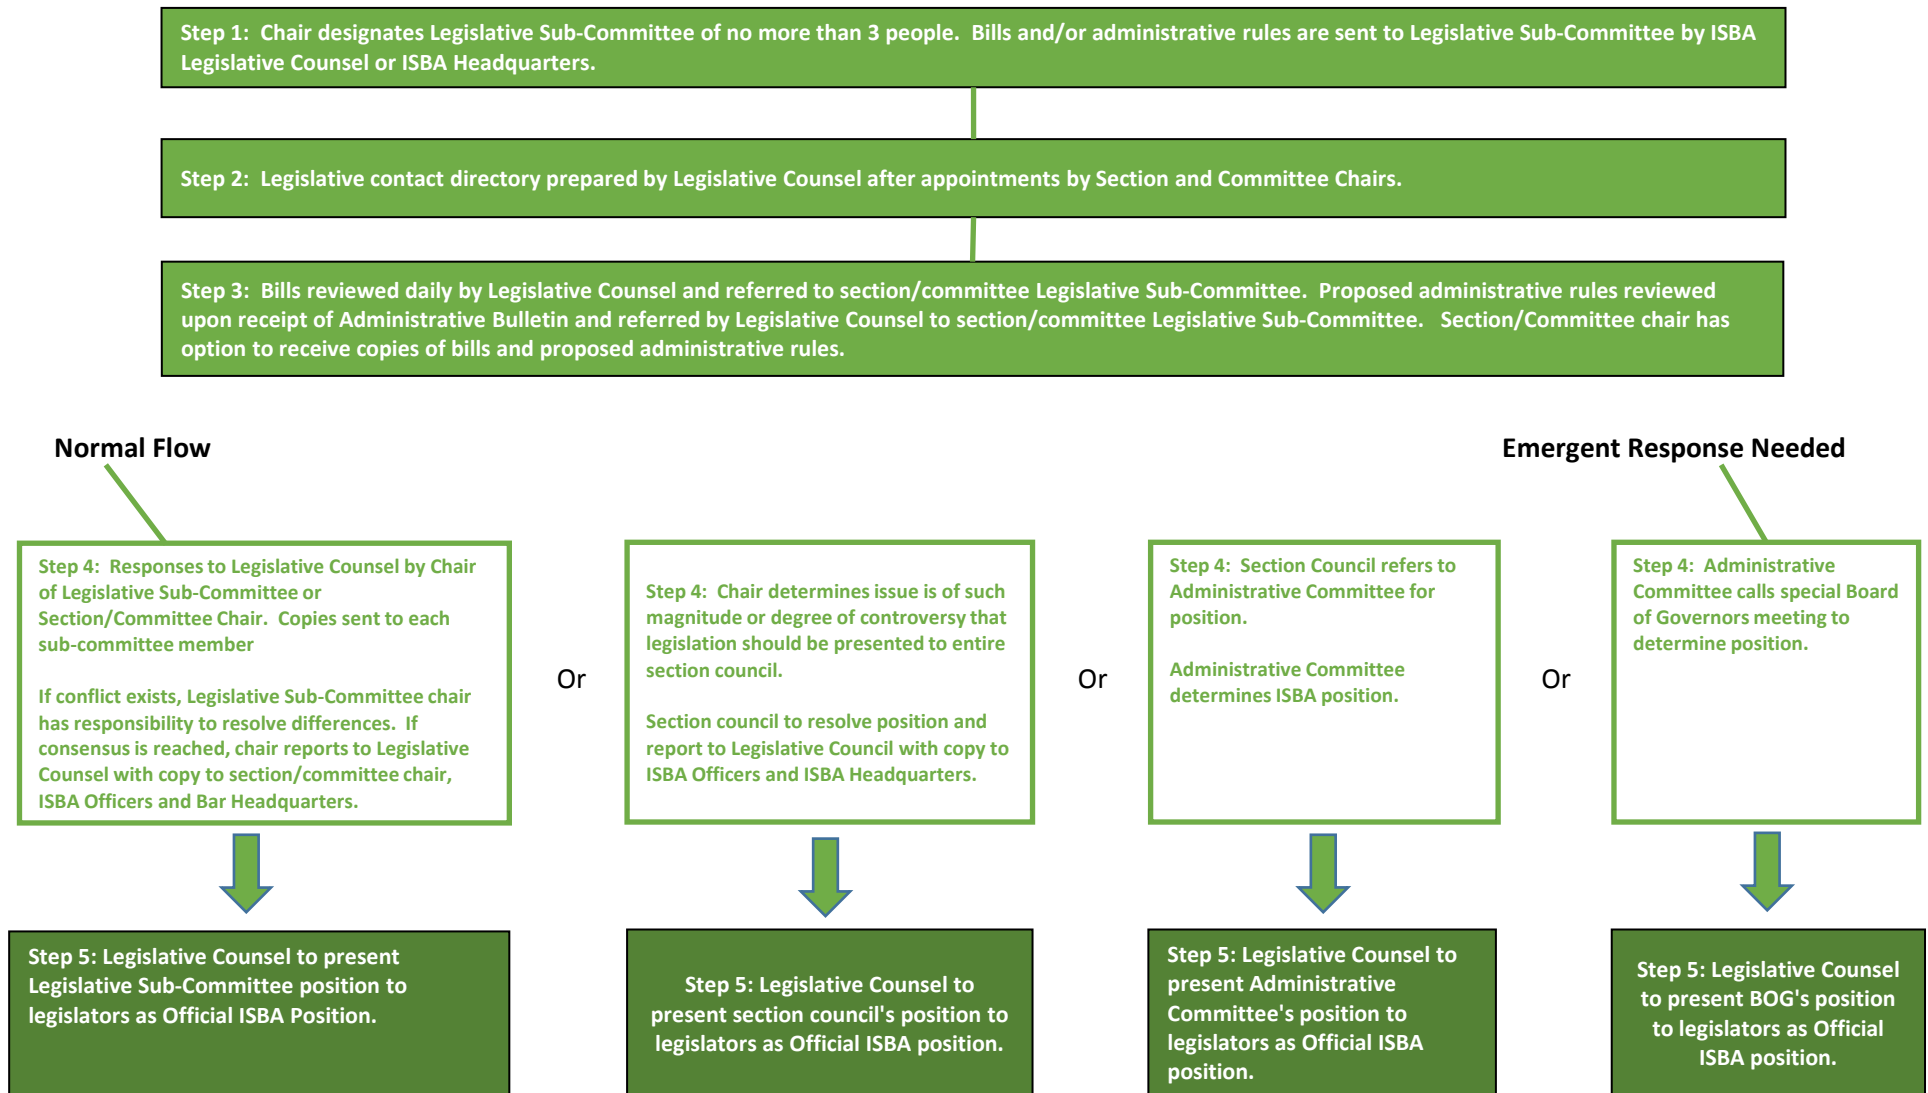 Step 1:  Chair designates Legislative Sub-Committee of no more than 3 people.  Bills and/or administrative rules are sent to Legislative Sub-Committee by ISBA
Legislative Counsel or ISBA Headquarters.
Step 2:  Legislative contact directory prepared by Legislative Counsel after appointments by Section and Committee Chairs.
Step 3:  Bills reviewed daily by Legislative Counsel and referred to section/committee Legislative Sub-Committee.  Proposed administrative rules reviewed
upon receipt of Administrative Bulletin and referred by Legislative Counsel to section/committee Legislative Sub-Committee.   Section/Committee chair has
option to receive copies of bills and proposed administrative rules.
Normal Flow
Emergent Response Needed
Step 4:  Responses to Legislative Counsel by Chair
of Legislative Sub-Committee or
Section/Committee Chair.  Copies sent to each
sub-committee member
If conflict exists, Legislative Sub-Committee chair
has responsibility to resolve differences.  If
consensus is reached, chair reports to Legislative
Counsel with copy to section/committee chair,
ISBA Officers and Bar Headquarters.
Or
Step 4:  Chair determines issue is of such
magnitude or degree of controversy that
legislation should be presented to entire
section council.
Section council to resolve position and
report to Legislative Council with copy to
ISBA Officers and ISBA Headquarters.
Or
Step 4:  Section Council refers to
Administrative Committee for
position.
Administrative Committee
determines ISBA position.
Or
Step 4:  Administrative
Committee calls special Board
of Governors meeting to
determine position.
Step 5: Legislative Counsel to present
Legislative Sub-Committee position to
legislators as Official ISBA Position.
Step 5: Legislative Counsel to
present section council's position to
legislators as Official ISBA position.
Step 5: Legislative Counsel to
present Administrative
Committee's position to
legislators as Official ISBA
position.
Step 5: Legislative Counsel
to present BOG's position
to legislators as Official
ISBA position.